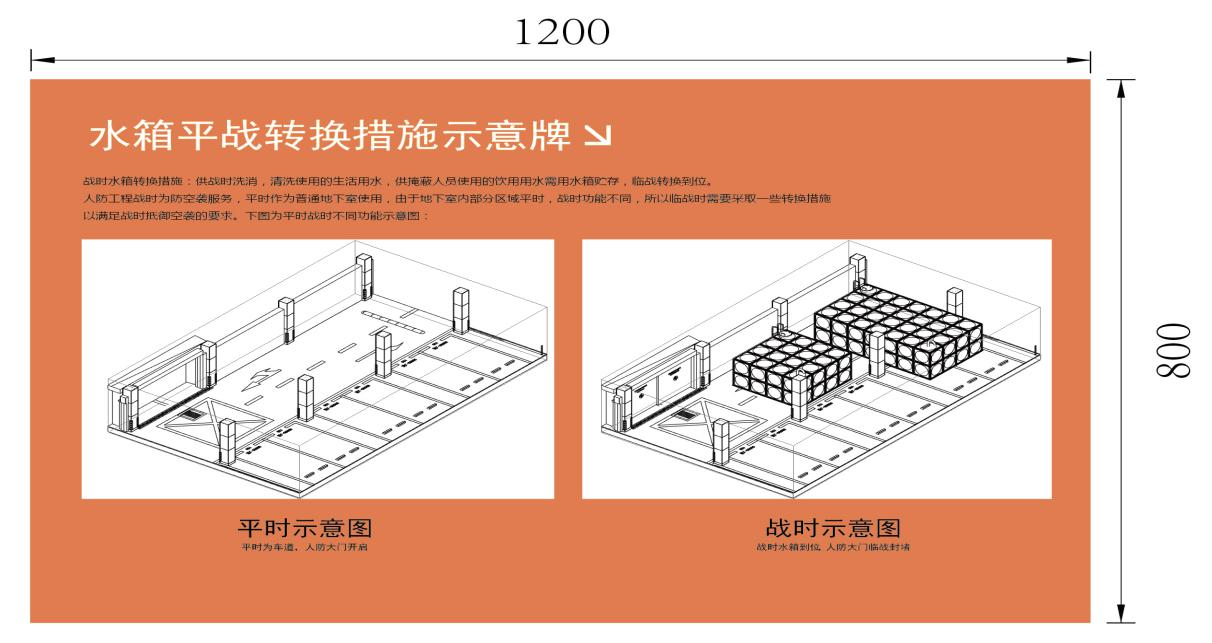 1200
水箱平战转换措施示意牌
战时水箱转换措施：供战时洗消，清洗使用的生活用水，供掩蔽人员使用的饮用用水需用水箱贮存，临战转换到位。
人防工程战时为防空袭服务，平时作为普通地下室使用，由于地下室内部分区域平时，战时功能不同，所以临战时需要采取一些转换措施
以满足战时抵御空袭的要求。下图为平时战时不同功能示意图：
800
平时示意图
战时示意图
平时为车道，人防大门开启
战时水箱到位，人防大门临战封堵